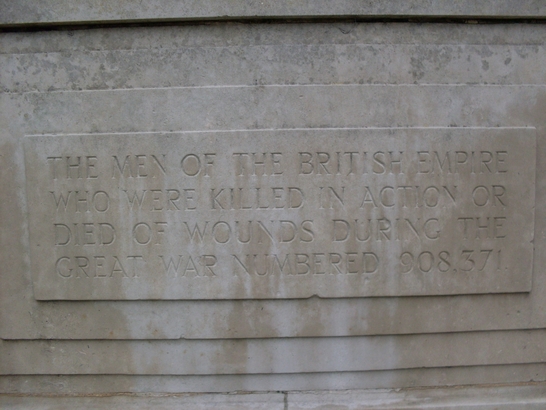 THE MEN OF THE BRITISH EMPIRE
WHO WERE KILLED IN ACTION OR
DIED OF WOUNDS DURING THE
GREAT WAR NUMBERED 908,371.